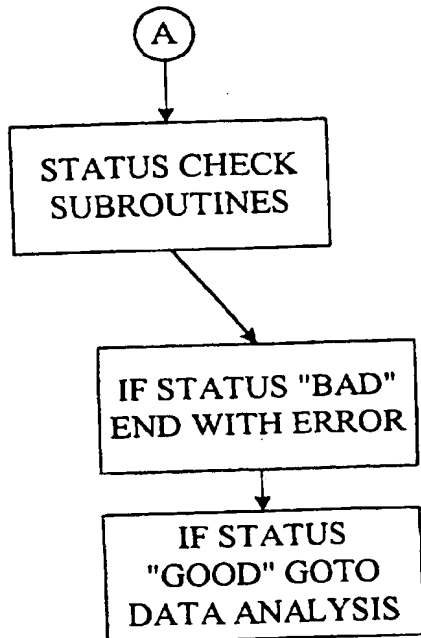 A
STATUS CHECK
SUBROUTINES
IF STATUS "BAD"
END WITH ERROR
IF STATUS
"GOOD" GOTO
DATA ANALYSIS